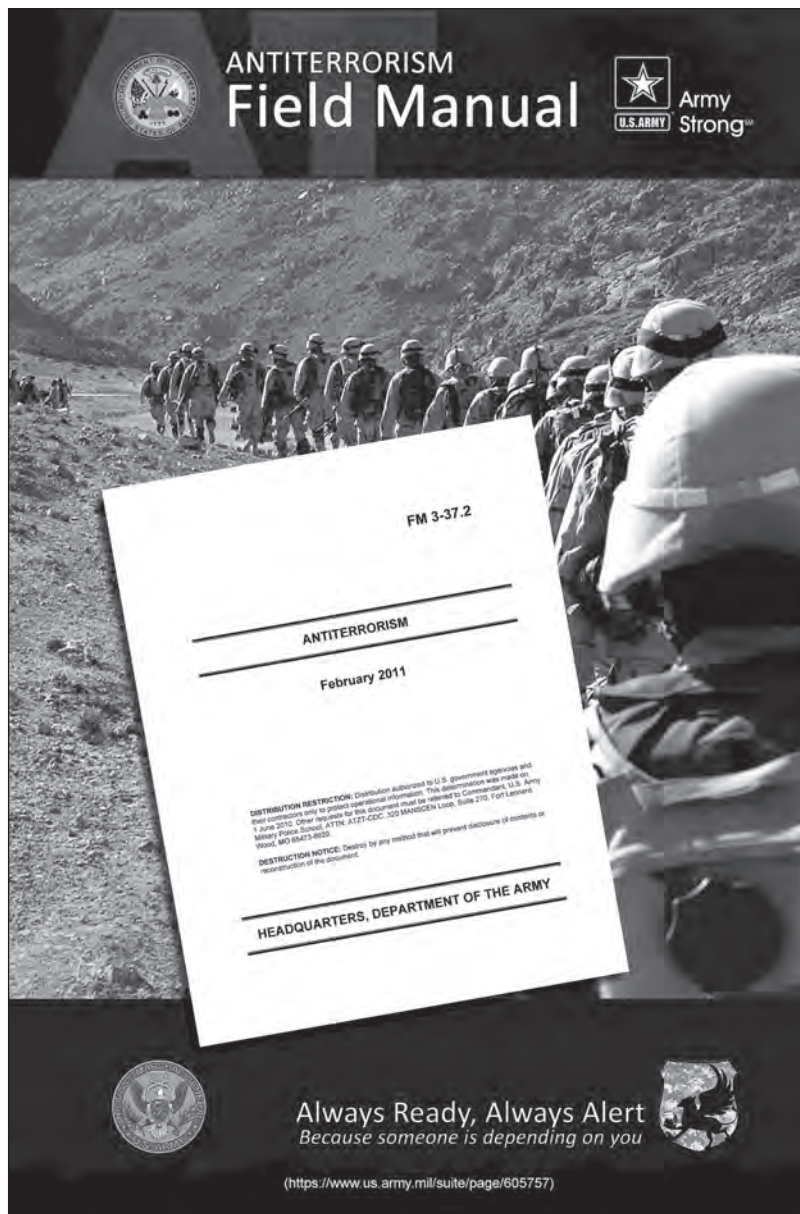 AT
ANTITERRORISM
Field Manual
U.S.ARMY
Army
Strong℠
FM 3-37.2
ANTITERRORISM
February 2011
DISTRIBUTION RESTRICTION: Distribution authorized to U.S. government agencies and
their contractors only to protect operational information. This determination was made on
1 June 2010. Other requests for this document must be referred to Commandant, U.S. Army
Military Police School, ATTN: ATZT-CDC, 320 MANSCEN Loop, Suite 270, Fort Leonard
Wood, MO 65473-8929.
DESTRUCTION NOTICE: Destroy by any method that will prevent disclosure of contents or
reconstruction of the document.
HEADQUARTERS, DEPARTMENT OF THE ARMY
Always Ready, Always Alert
Because someone is depending on you
(https://www.us.army.mil/suite/page/605757)